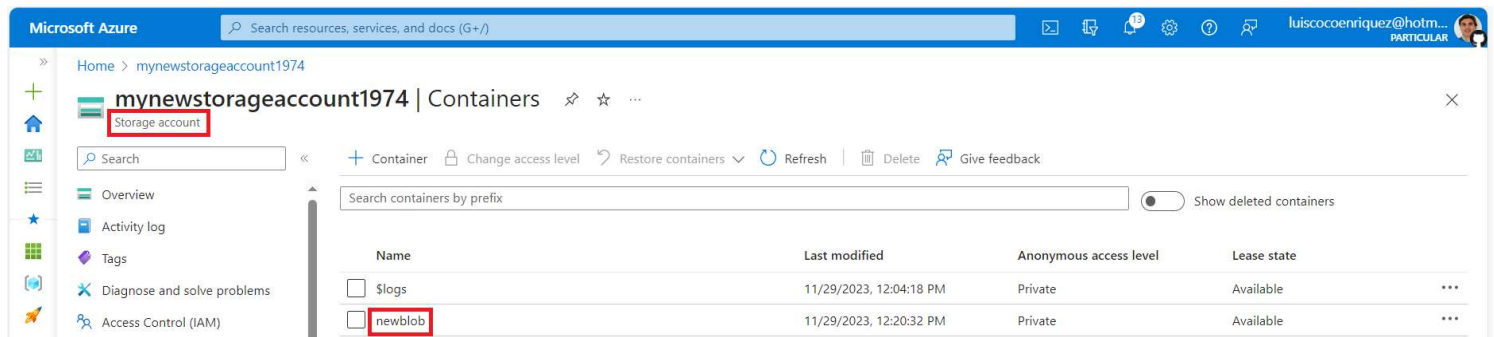 Microsoft Azure
Search resources, services, and docs (G+/)
13
luiscocoenriquez@hotm...
PARTICULAR
Home > mynewstorageaccount1974
mynewstorageaccount1974 | Containers ...
Storage account
Search
+ Container Change access level Restore containers Refresh Delete Give feedback
Overview
Activity log
Tags
Diagnose and solve problems
Access Control (IAM)
Search containers by prefix
Show deleted containers
Name Last modified Anonymous access level Lease state
$logs 11/29/2023, 12:04:18 PM Private Available ...
newblob 11/29/2023, 12:20:32 PM Private Available ...